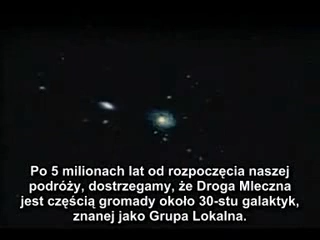 Po 5 milionach lat od rozpoczęcia naszej
podróży, dostrzegamy, że Droga Mleczna
jest częścią gromady około 30-stu galaktyk,
znanej jako Grupa Lokalna.